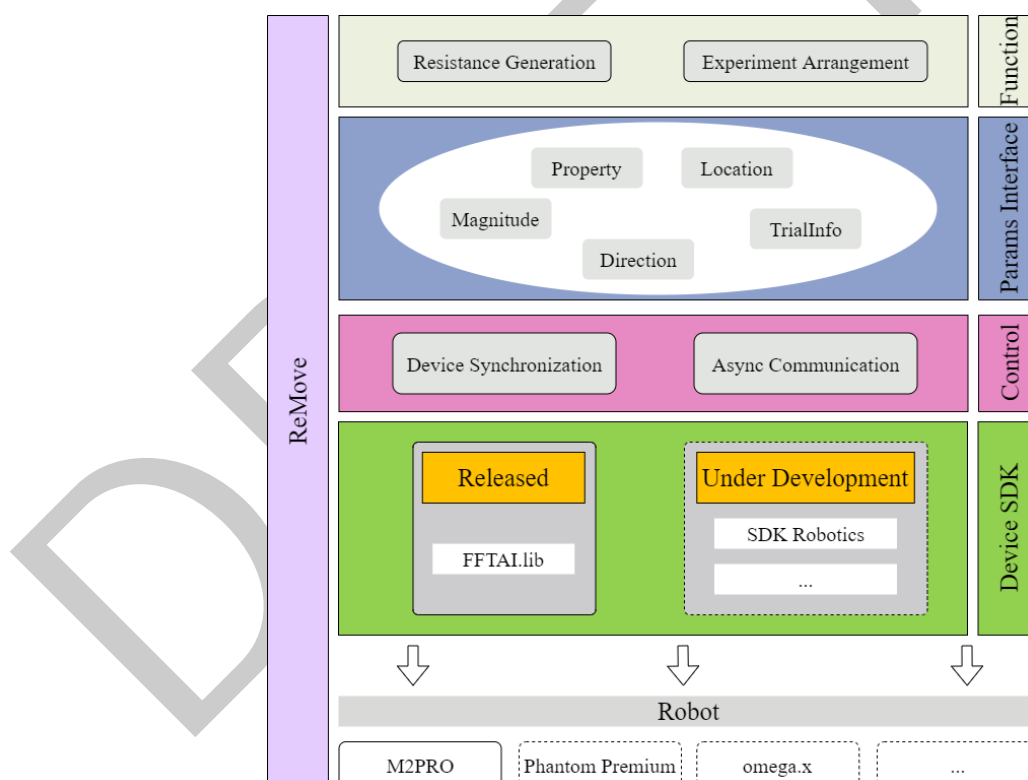 ReMove
Resistance Generation
Experiment Arrangement
Function
Property
Location
Magnitude
TrialInfo
Direction
Params Interface
Device Synchronization
Async Communication
Control
Released
Under Development
FFTAI.lib
SDK Robotics
...
Device SDK
Robot
M2PRO
Phantom Premium
omega.x
...